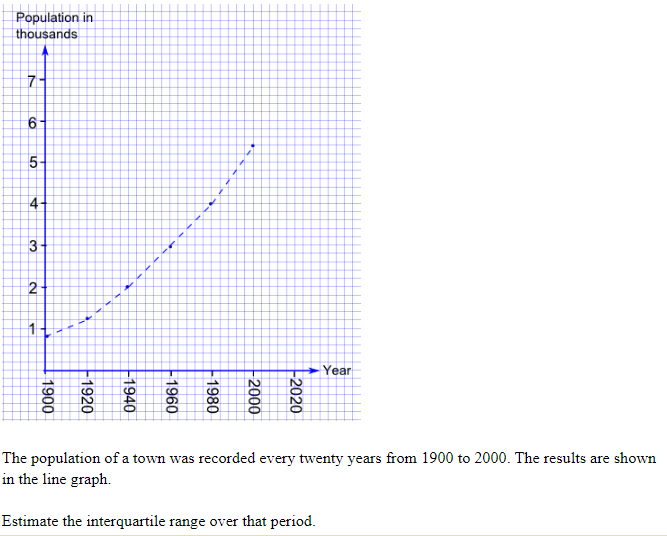 Population in
thousands
7
6
5
4
3
2
1
Year
1900
1920
1940
1960
1980
2000
2020
The population of a town was recorded every twenty years from 1900 to 2000. The results are shown
in the line graph.
Estimate the interquartile range over that period.